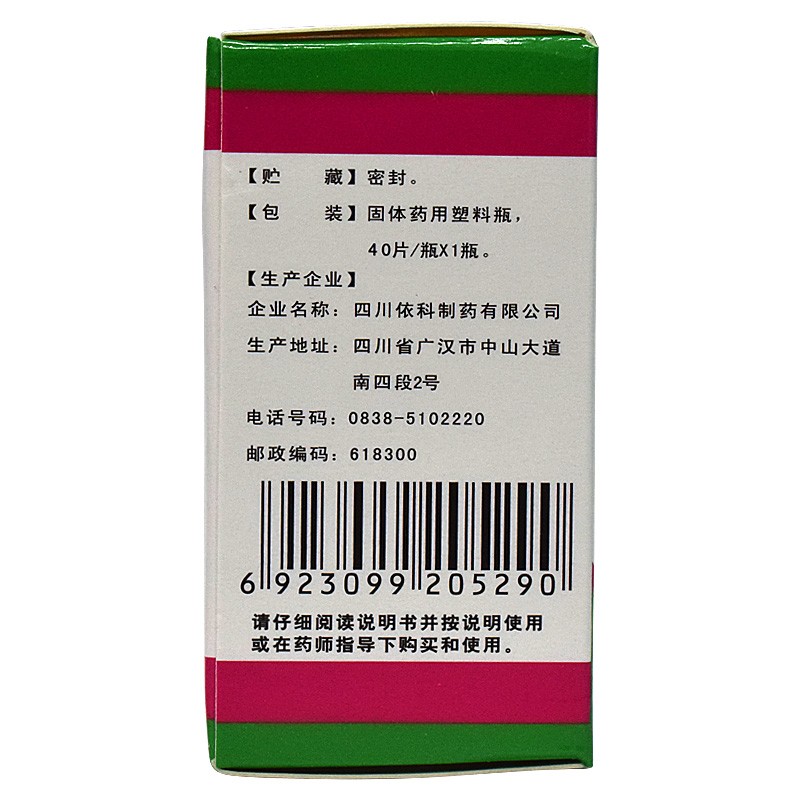 【贮　　藏】密封。
【包　　装】固体药用塑料瓶，
40片/瓶X1瓶。
【生产企业】
企业名称：四川依科制药有限公司
生产地址：四川省广汉市中山大道
南四段2号
电话号码：0838-5102220
邮政编码：618300
6 923099 205290
请仔细阅读说明书并按说明使用
或在药师指导下购买和使用。